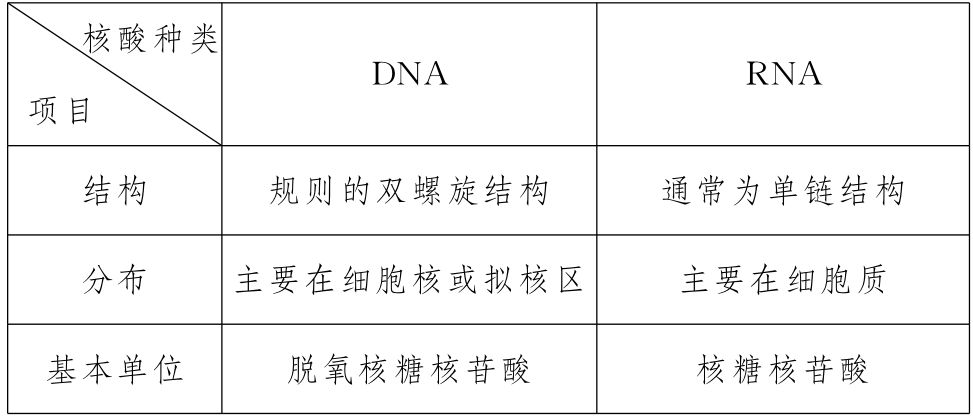 核酸种类
项目
DNA
RNA
结构
规则的双螺旋结构
通常为单链结构
分布
主要在细胞核或拟核区
主要在细胞质
基本单位
脱氧核糖核苷酸
核糖核苷酸